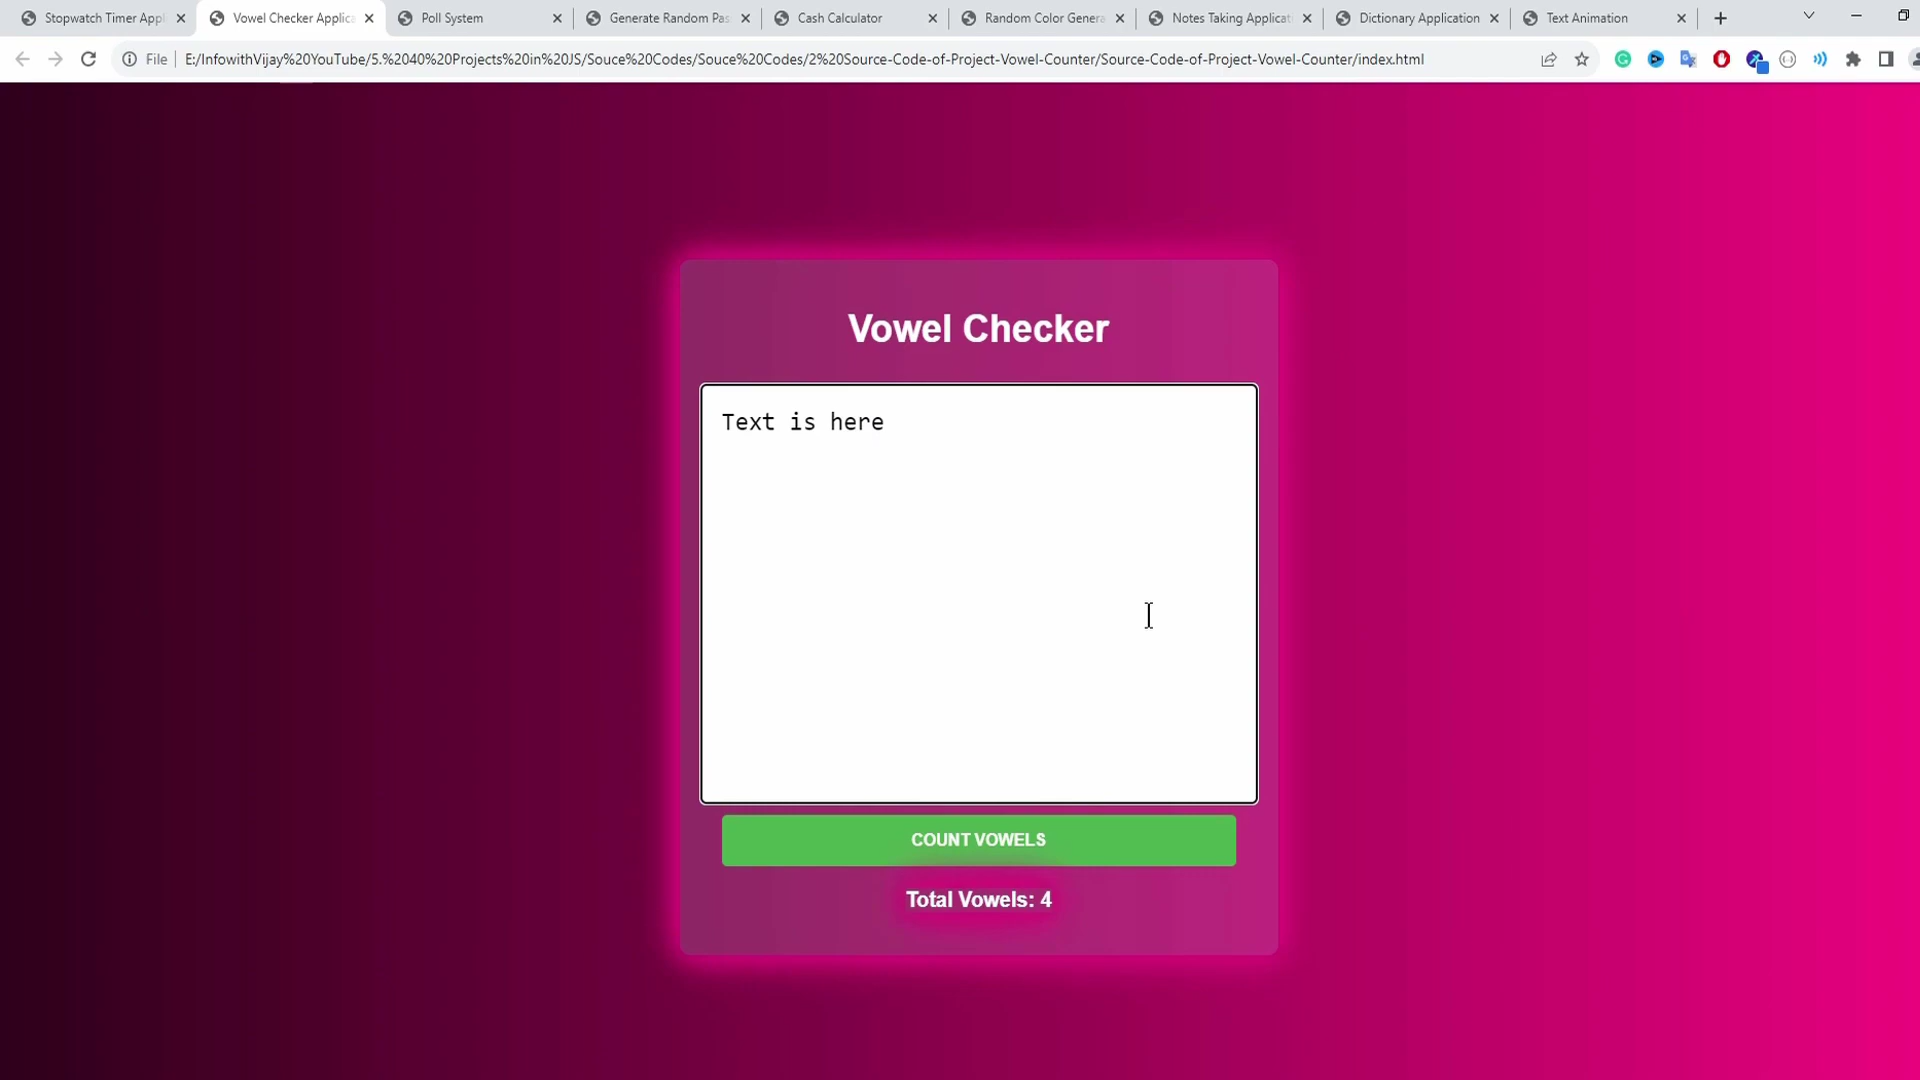 Stopwatch Timer Appl
Vowel Checker Applica
Poll System
Generate Random Pas
Cash Calculator
Random Color Genera
Notes Taking Applicati
Dictionary Application
Text Animation
File
E:/InfowithVijay%20YouTube/5.%2040%20Projects%20in%20JS/Souce%20Codes/Souce%20Codes/2%20Source-Code-of-Project-Vowel-Counter/Source-Code-of-Project-Vowel-Counter/index.html
Vowel Checker
Text is here
COUNT VOWELS
Total Vowels: 4